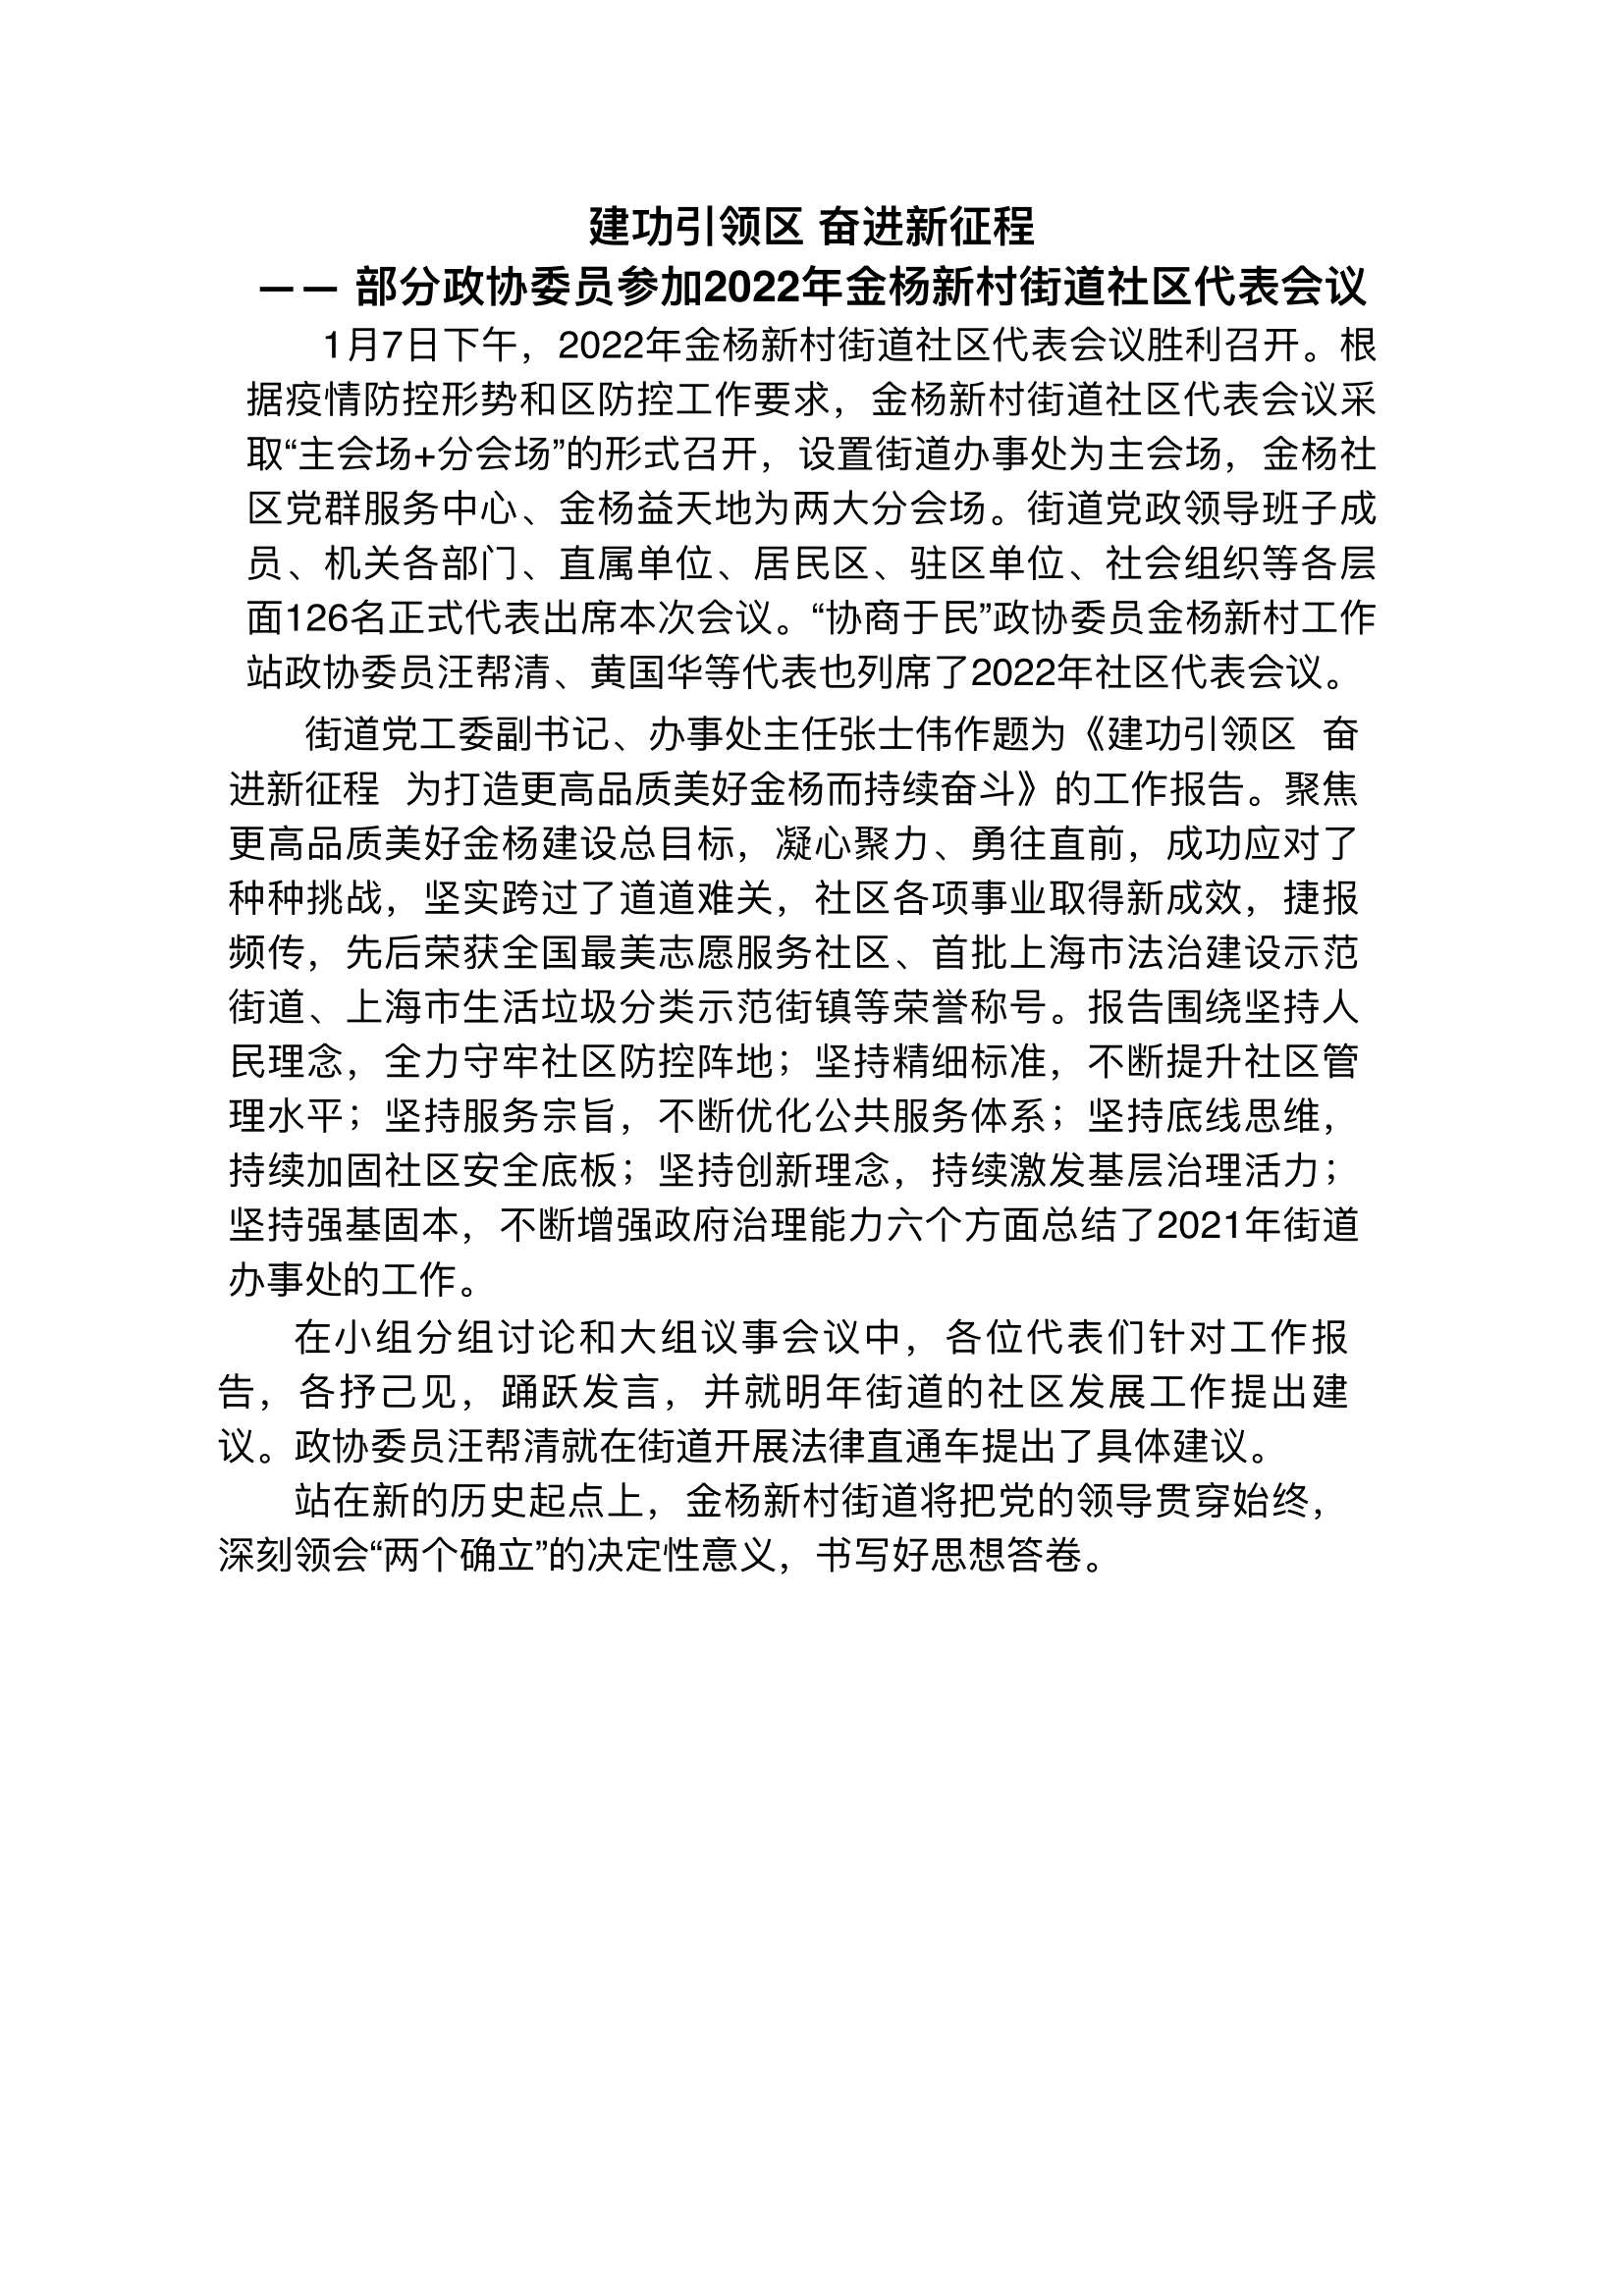 建功引领区 奋进新征程
—— 部分政协委员参加2022年金杨新村街道社区代表会议
1月7日下午，2022年金杨新村街道社区代表会议胜利召开。根
据疫情防控形势和区防控工作要求，金杨新村街道社区代表会议采
取“主会场+分会场”的形式召开，设置街道办事处为主会场，金杨社
区党群服务中心、金杨益天地为两大分会场。街道党政领导班子成
员、机关各部门、直属单位、居民区、驻区单位、社会组织等各层
面126名正式代表出席本次会议。“协商于民”政协委员金杨新村工作
站政协委员汪帮清、黄国华等代表也列席了2022年社区代表会议。
街道党工委副书记、办事处主任张士伟作题为《建功引领区 奋
进新征程 为打造更高品质美好金杨而持续奋斗》的工作报告。聚焦
更高品质美好金杨建设总目标，凝心聚力、勇往直前，成功应对了
种种挑战，坚实跨过了道道难关，社区各项事业取得新成效，捷报
频传，先后荣获全国最美志愿服务社区、首批上海市法治建设示范
街道、上海市生活垃圾分类示范街镇等荣誉称号。报告围绕坚持人
民理念，全力守牢社区防控阵地；坚持精细标准，不断提升社区管
理水平；坚持服务宗旨，不断优化公共服务体系；坚持底线思维，
持续加固社区安全底板；坚持创新理念，持续激发基层治理活力；
坚持强基固本，不断增强政府治理能力六个方面总结了2021年街道
办事处的工作。
在小组分组讨论和大组议事会议中，各位代表们针对工作报
告，各抒己见，踊跃发言，并就明年街道的社区发展工作提出建
议。政协委员汪帮清就在街道开展法律直通车提出了具体建议。
站在新的历史起点上，金杨新村街道将把党的领导贯穿始终，
深刻领会“两个确立”的决定性意义，书写好思想答卷。